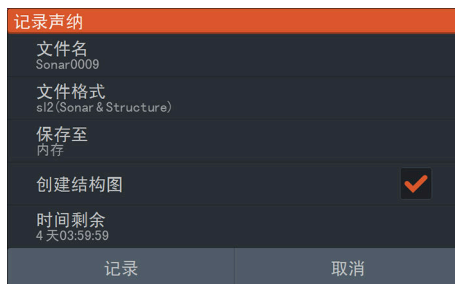 记录声纳
文件名
Sonar0009
文件格式
sl2(Sonar&Structure)
保存至
内存
创建结构图
时间剩余
4天03:59:59
记录
取消